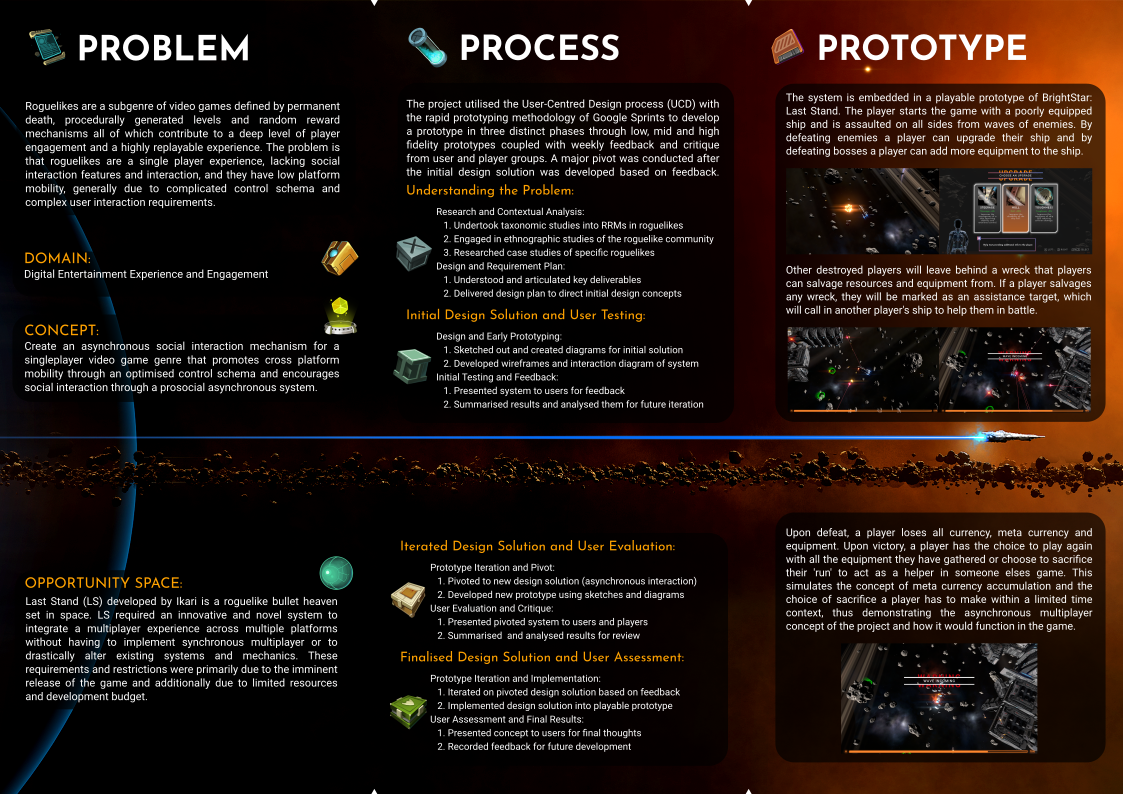 PROBLEM
Roguelikes are a subgenre of video games defined by permanent
death, procedurally generated levels and random reward
mechanisms all of which contribute to a deep level of player
engagement and a highly replayable experience. The problem is
that roguelikes are a single player experience, lacking social
interaction features and interaction, and they have low platform
mobility, generally due to complicated control schema and
complex user interaction requirements.
DOMAIN:
Digital Entertainment Experience and Engagement
CONCEPT:
Create an asynchronous social interaction mechanism for a
singleplayer video game genre that promotes cross platform
mobility through an optimised control schema and encourages
social interaction through a prosocial asynchronous system.
OPPORTUNITY SPACE:
Last Stand (LS) developed by Ikari is a roguelike bullet heaven
set in space. LS required an innovative and novel system to
integrate a multiplayer experience across multiple platforms
without having to implement synchronous multiplayer or to
drastically alter existing systems and mechanics. These
requirements and restrictions were primarily due to the imminent
release of the game and additionally due to limited resources
and development budget.
PROCESS
The project utilised the User-Centred Design process (UCD) with
the rapid prototyping methodology of Google Sprints to develop
a prototype in three distinct phases through low, mid and high
fidelity prototypes coupled with weekly feedback and critique
from user and player groups. A major pivot was conducted after
the initial design solution was developed based on feedback.
Understanding the Problem:
Research and Contextual Analysis:
1. Undertook taxonomic studies into RRMs in roguelikes
2. Engaged in ethnographic studies of the roguelike community
3. Researched case studies of specific roguelikes
Design and Requirement Plan:
1. Understood and articulated key deliverables
2. Delivered design plan to direct initial design concepts
Initial Design Solution and User Testing:
Design and Early Prototyping:
1. Sketched out and created diagrams for initial solution
2. Developed wireframes and interaction diagram of system
Initial Testing and Feedback:
1. Presented system to users for feedback
2. Summarised results and analysed them for future iteration
Iterated Design Solution and User Evaluation:
Prototype Iteration and Pivot:
1. Pivoted to new design solution (asynchronous interaction)
2. Developed new prototype using sketches and diagrams
User Evaluation and Critique:
1. Presented pivoted system to users and players
2. Summarised and analysed results for review
Finalised Design Solution and User Assessment:
Prototype Iteration and Implementation:
1. Iterated on pivoted design solution based on feedback
2. Implemented design solution into playable prototype
User Assessment and Final Results:
1. Presented concept to users for final thoughts
2. Recorded feedback for future development
PROTOTYPE
The system is embedded in a playable prototype of BrightStar:
Last Stand. The player starts the game with a poorly equipped
ship and is assaulted on all sides from waves of enemies. By
defeating enemies a player can upgrade their ship and by
defeating bosses a player can add more equipment to the ship.
UPGRADE
CHOOSE AN UPGRADE
Other destroyed players will leave behind a wreck that players
can salvage resources and equipment from. If a player salvages
any wreck, they will be marked as an assistance target, which
will call in another player's ship to help them in battle.
Upon defeat, a player loses all currency, meta currency and
equipment. Upon victory, a player has the choice to play again
with all the equipment they have gathered or choose to sacrifice
their 'run' to act as a helper in someone elses game. This
simulates the concept of meta currency accumulation and the
choice of sacrifice a player has to make within a limited time
context, thus demonstrating the asynchronous multiplayer
concept of the project and how it would function in the game.
WARNING
WAVE INCOMING
WARNING